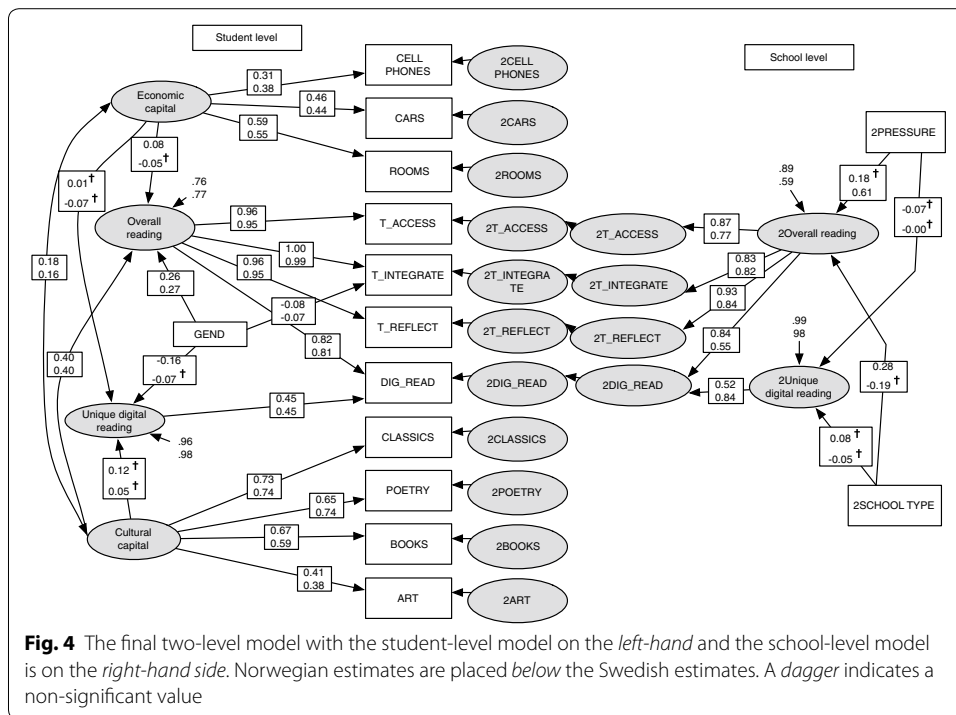 Student level
School level
CELL
PHONES
2CELL
PHONES
Economic
capital
0.31
0.38
CARS
2CARS
0.46
0.44
2PRESSURE
0.59
0.55
ROOMS
2ROOMS
0.08
-0.05†
0.01†
-0.07†
.76
.77
.89
.59
0.18†
0.61
Overall
reading
0.96
0.95
T_ACCESS
2T_ACCESS
2T_ACCESS
0.87
0.77
2Overall reading
-0.07†
-0.00†
0.18
0.16
1.00
0.99
0.26
0.27
0.96
0.95
T_INTEGRATE
2T_INTEGRA
TE
2T_INTEGRATE
0.83
0.82
-0.08
-0.07
0.93
0.84
GEND
T_REFLECT
2T_REFLECT
2T_REFLECT
0.82
0.81
0.84
0.55
.99
98
0.40
0.40
-0.16
-0.07†
DIG_READ
2DIG_READ
2DIG_READ
0.52
0.84
2Unique
digital reading
0.28
-0.19†
0.45
0.45
Unique digital
reading
.96
.98
CLASSICS
2CLASSICS
0.08†
-0.05†
0.12†
0.05†
0.73
0.74
POETRY
2POETRY
0.65
0.74
2SCHOOL TYPE
Cultural
capital
0.67
0.59
BOOKS
2BOOKS
0.41
0.38
ART
2ART
Fig. 4 The final two-level model with the student-level model on the left-hand and the school-level model
is on the right-hand side. Norwegian estimates are placed below the Swedish estimates. A dagger indicates a
non-significant value